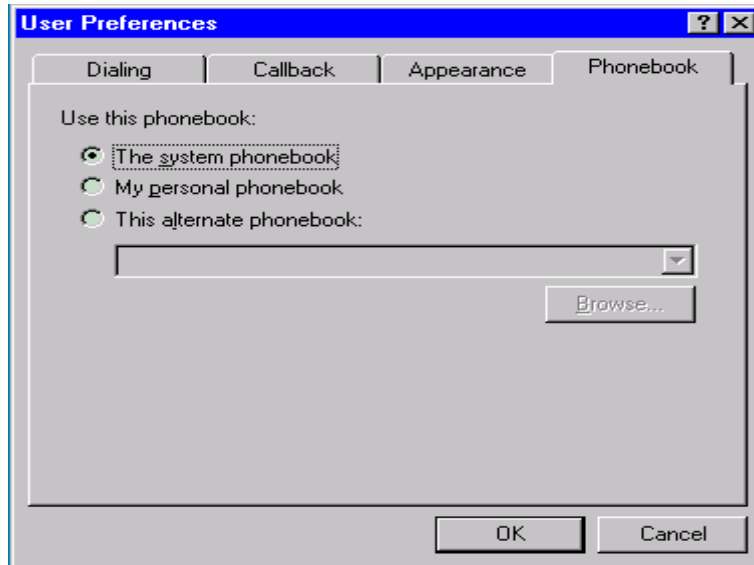 User Preferences
Dialing Callback Appearance Phonebook
Use this phonebook:
The system phonebook
My personal phonebook
This alternate phonebook:
Browse...
OK Cancel